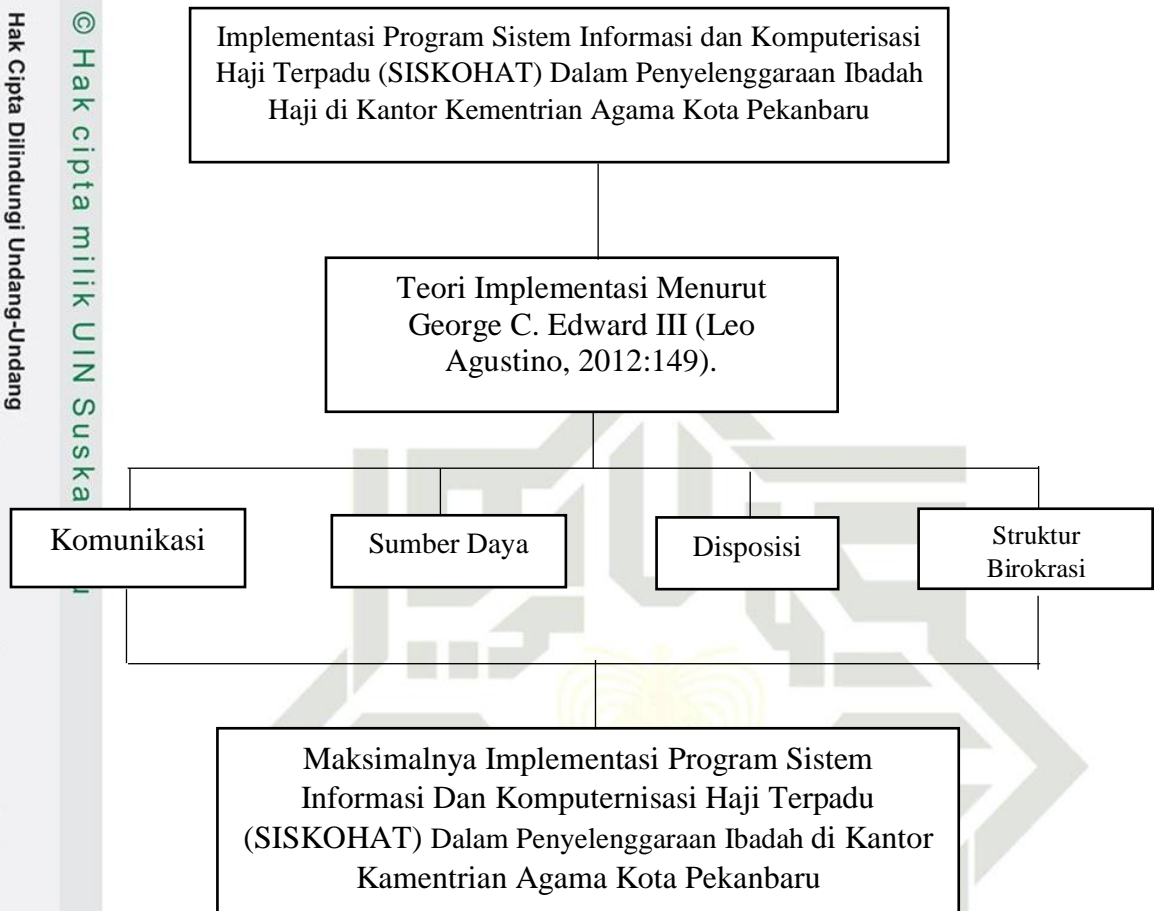 © Hak cipta milik UIN Suska
Hak Cipta Dilindungi Undang-Undang
Implementasi Program Sistem Informasi dan Komputerisasi
Haji Terpadu (SISKOHAT) Dalam Penyelenggaraan Ibadah
Haji di Kantor Kementrian Agama Kota Pekanbaru
Teori Implementasi Menurut
George C. Edward III (Leo
Agustino, 2012:149).
Komunikasi
Sumber Daya
Disposisi
Struktur
Birokrasi
Maksimalnya Implementasi Program Sistem
Informasi Dan Komputernisasi Haji Terpadu
(SISKOHAT) Dalam Penyelenggaraan Ibadah di Kantor
Kamentrian Agama Kota Pekanbaru